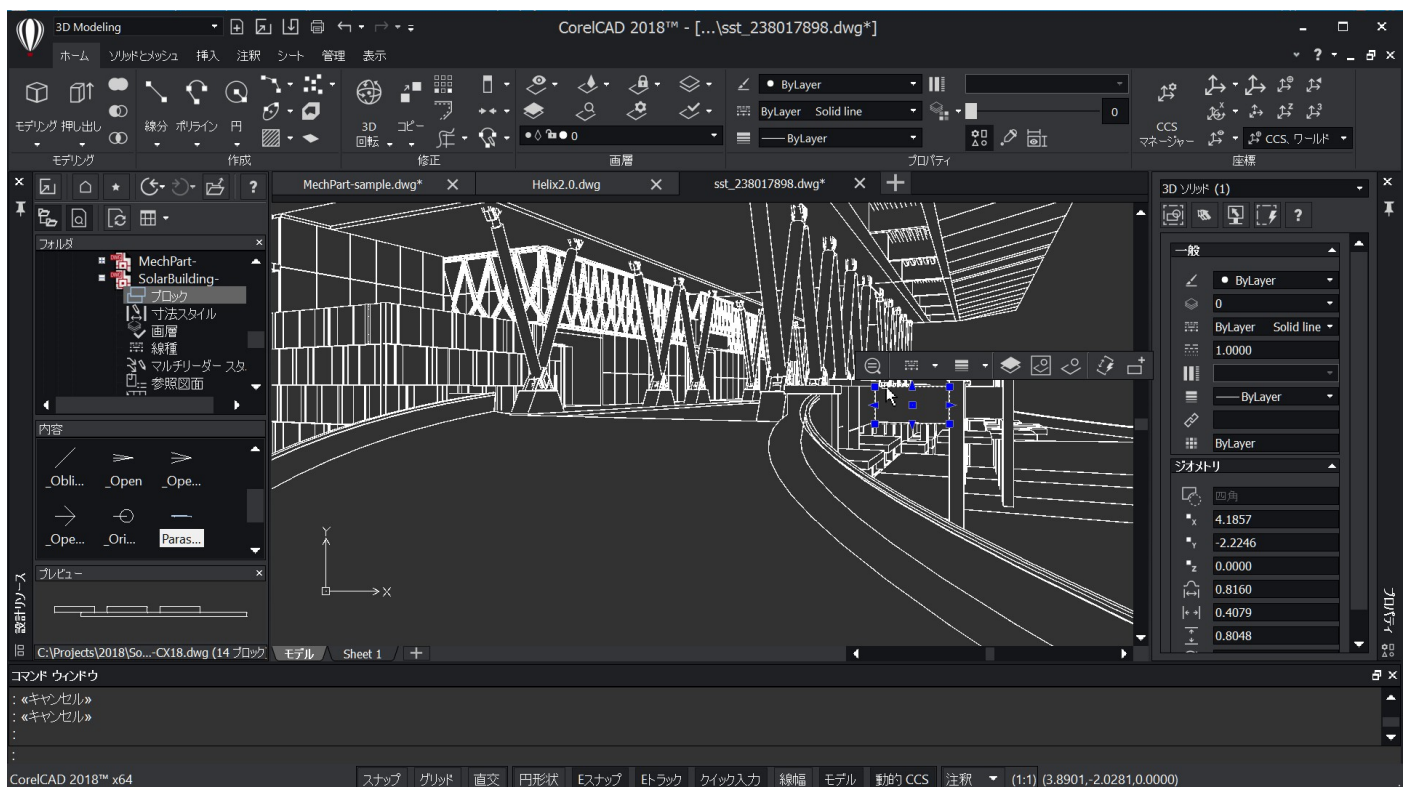 3D Modeling
CorelCAD 2018™ - [...\sst_238017898.dwg*]
ホーム ソリッドとメッシュ 挿入 注釈 シート 管理 表示
モデリング 押し出し 線分 ポリライン 円 3D 回転 コピー
0
ByLayer
ByLayer Solid line
ByLayer
0
CCS マネージャー
CCS, ワールド
モデリング 作成 修正 画層 プロパティ 座標
MechPart-sample.dwg* Helix2.0.dwg sst_238017898.dwg*
フォルダ
MechPart-
SolarBuilding-
ブロック
寸法スタイル
画層
線種
マルチリーダー スタ.
参照図面
内容
_Obli... _Open _Ope...
_Ope... _Ori... Paras...
プレビュー
設計リソース
C:\Projects\2018\So...-CX18.dwg (14 ブロック
Y
X
モデル Sheet 1
3D ソリッド (1)
一般
ByLayer
0
ByLayer Solid line
1.0000
ByLayer
ByLayer
ジオメトリ
四角
X 4.1857
Y -2.2246
Z 0.0000
0.8160
0.4079
0.8048
プロパティ
コマンド ウィンドウ
: «キャンセル»
: «キャンセル»
:
:
CorelCAD 2018™ x64
スナップ グリッド 直交 円形状 Eスナップ Eトラック クイック入力 線幅 モデル 動的 CCS 注釈 (1:1) (3.8901,-2.0281,0.0000)